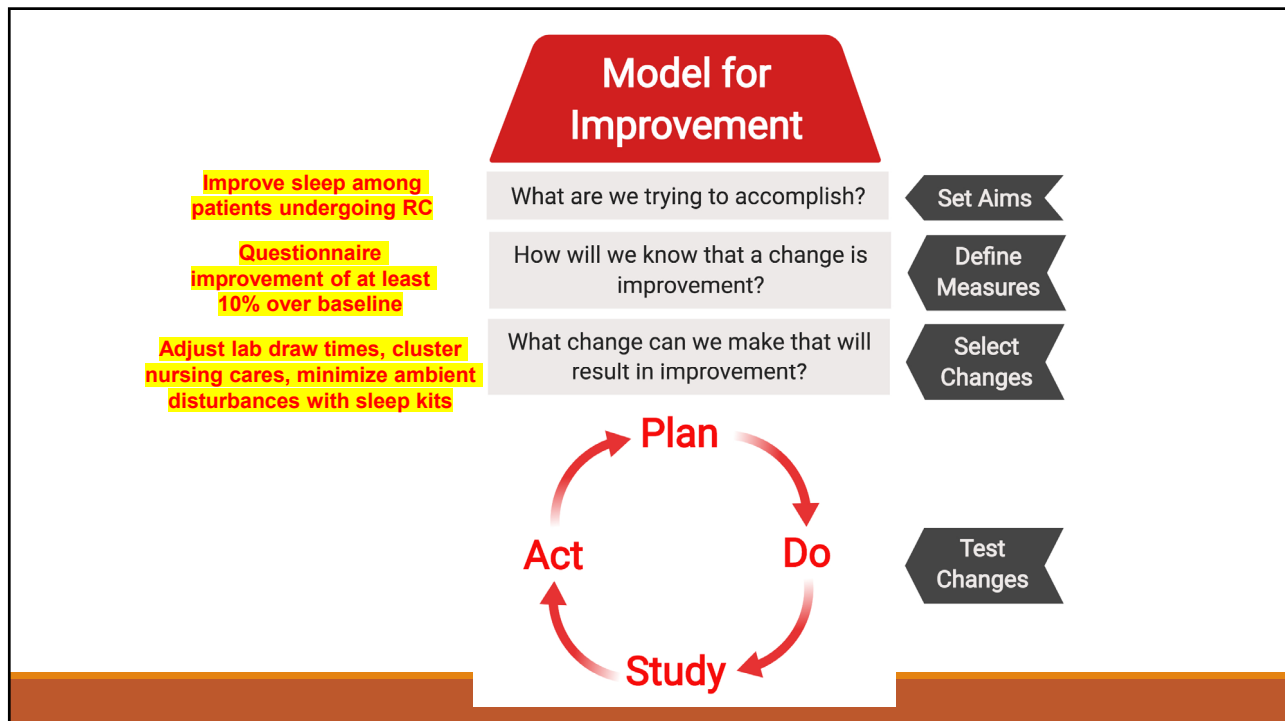 Model for
Improvement
Improve sleep among
patients undergoing RC
What are we trying to accomplish?
Set Aims
Questionnaire
improvement of at least
10% over baseline
How will we know that a change is
improvement?
Define
Measures
Adjust lab draw times, cluster
nursing cares, minimize ambient
disturbances with sleep kits
What change can we make that will
result in improvement?
Select
Changes
Plan
Act
Do
Test
Changes
Study